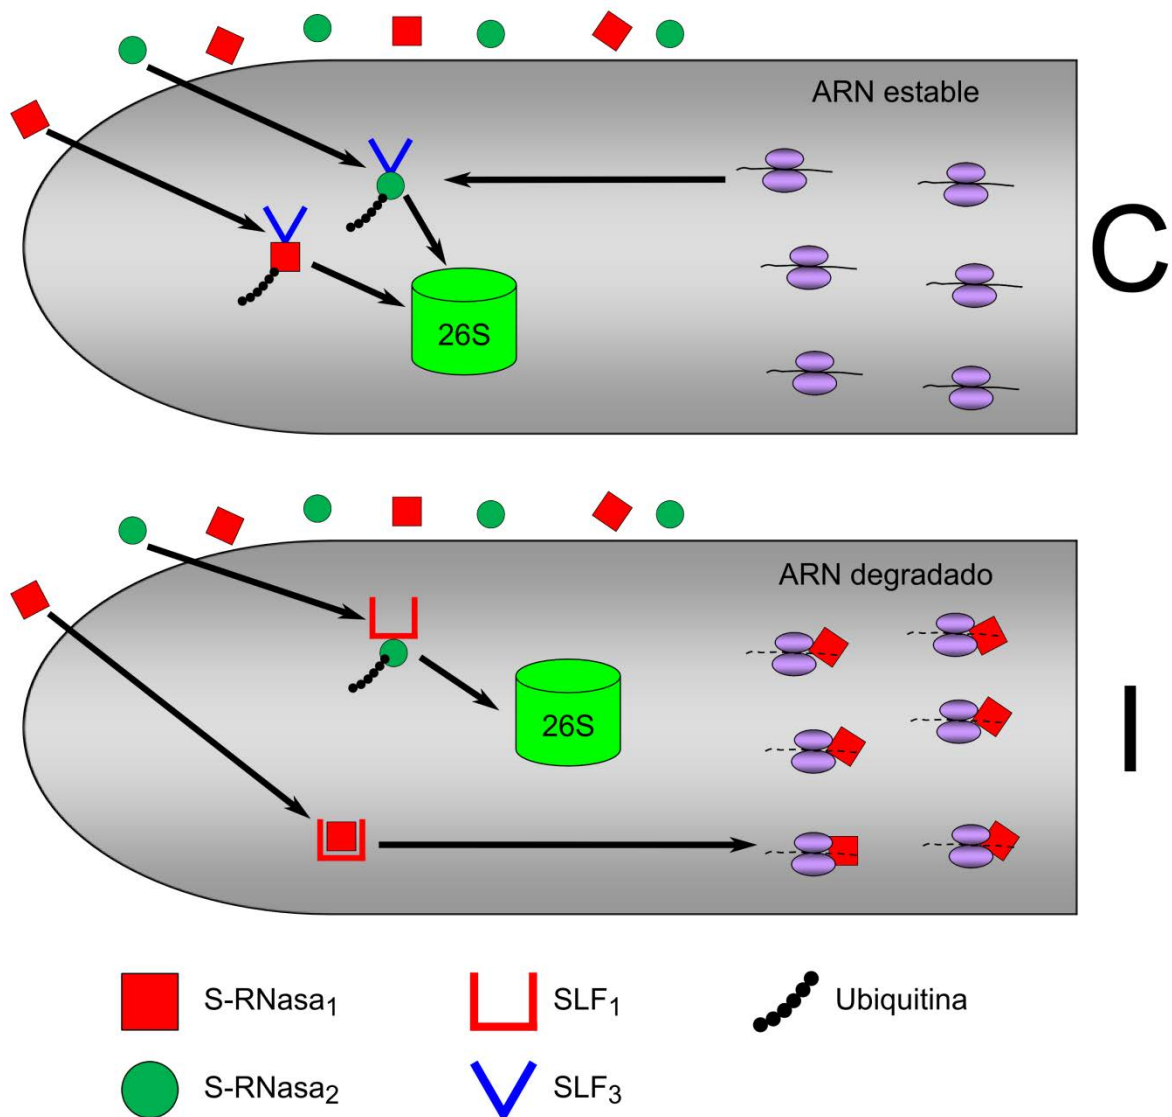 ARN estable
C
26S
ARN degradado
I
26S
S-RNasa1
SLF1
Ubiquitina
S-RNasa2
SLF3